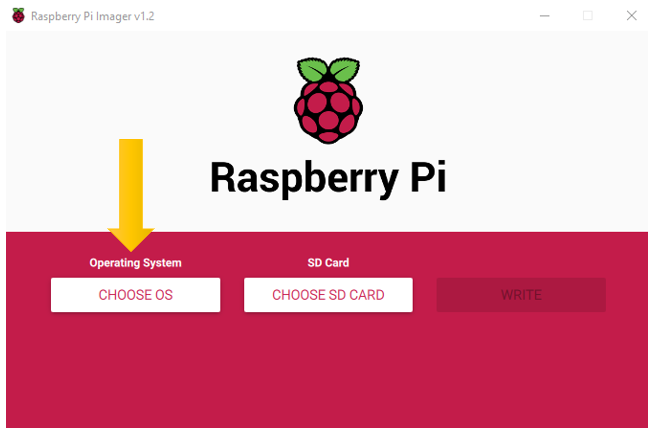 Raspberry Pi Imager v1.2
Raspberry Pi
Operating System
SD Card
CHOOSE OS
CHOOSE SD CARD
WRITE